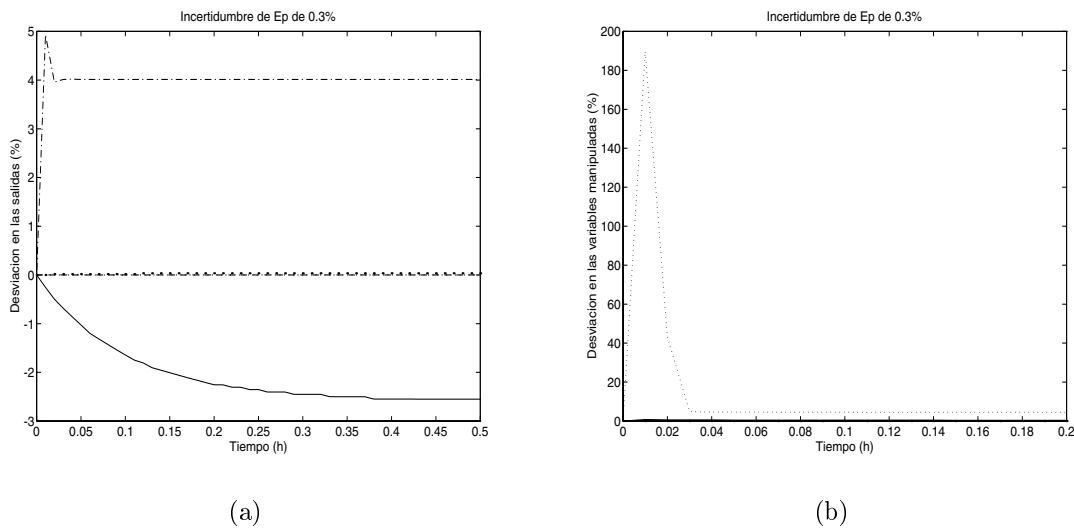 Incertidumbre de Ep de 0.3%
5
4
3
2
1
0
-1
-2
-3
Desviacion en las salidas (%)
0 0.05 0.1 0.15 0.2 0.25 0.3 0.35 0.4 0.45 0.5
Tiempo (h)
(a)
Incertidumbre de Ep de 0.3%
200
180
160
140
120
100
80
60
40
20
0
Desviacion en las variables manipuladas (%)
0 0.02 0.04 0.06 0.08 0.1 0.12 0.14 0.16 0.18 0.2
Tiempo (h)
(b)